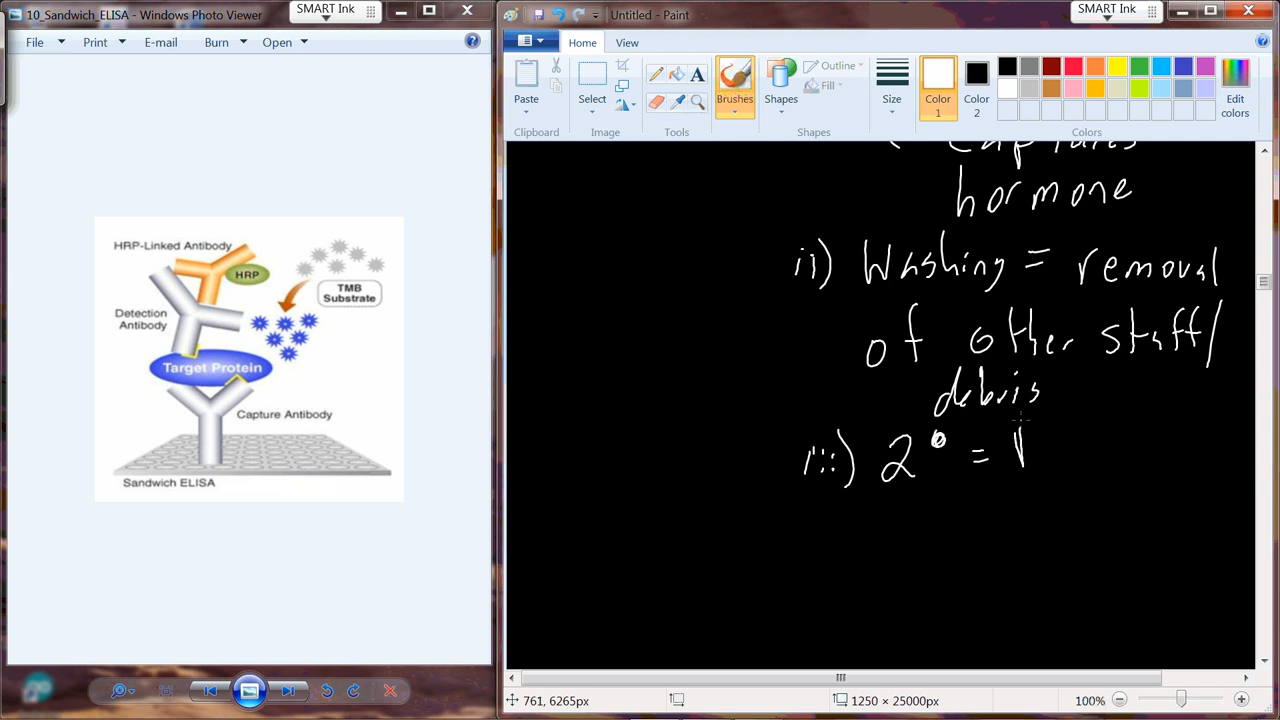 10_Sandwich_ELISA - Windows Photo Viewer
SMART Ink
File Print E-mail Burn Open
HRP-Linked Antibody
HRP
TMB
Substrate
Detection
Antibody
Target Protein
Capture Antibody
Sandwich ELISA
Untitled - Paint
SMART Ink
Home View
Paste
Clipboard
Select
Image
Tools
Brushes
Shapes
Outline
Fill
Shapes
Size
Color
1
Color
2
Edit
colors
Colors
hormone
ii) Washing = removal
of other stuff/
debris
iii) 2° =
761, 6265px
1250 × 25000px
100%